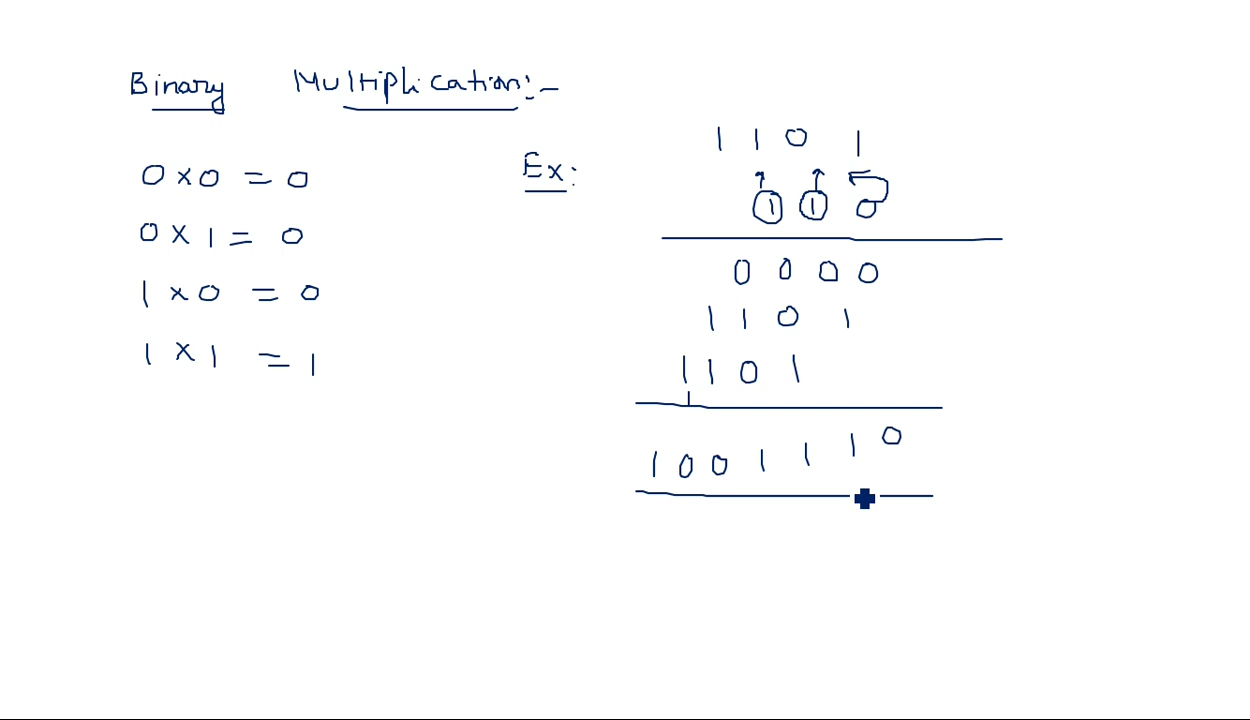 Binary Multiplication:-
0 x 0 = 0
0 x 1 = 0
1 x 0 = 0
1 x 1 = 1
Ex:
1 1 0 1
1 1 0
0 0 0 0
1 1 0 1
1 1 0 1
1
1 0 0 1 1 1 0